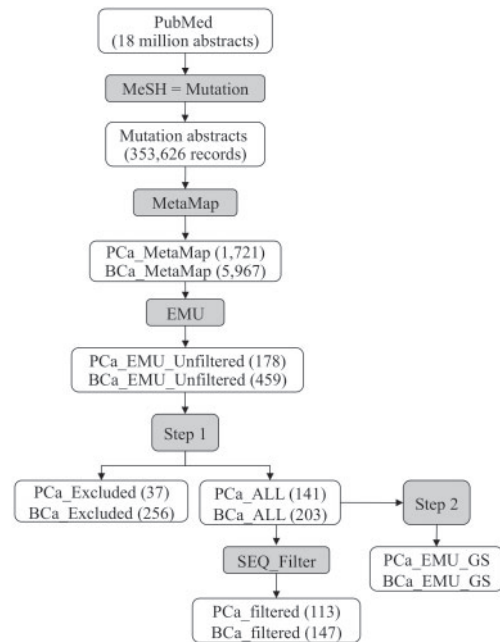 PubMed
(18 million abstracts)
MeSH = Mutation
Mutation abstracts
(353,626 records)
MetaMap
PCa_MetaMap (1,721)
BCa_MetaMap (5,967)
EMU
PCa_EMU_Unfiltered (178)
BCa_EMU_Unfiltered (459)
Step 1
PCa_Excluded (37)
BCa_Excluded (256)
PCa_ALL (141)
BCa_ALL (203)
Step 2
SEQ_Filter
PCa_EMU_GS
BCa_EMU_GS
PCa_filtered (113)
BCa_filtered (147)